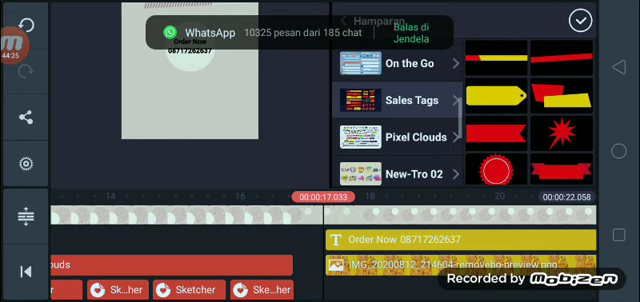 WhatsApp 10325 pesan dari 185 chat
Balas di
Jendela
Hamparan
44:25
Order Now
08717262637
On the Go
Sales Tags
Pixel Clouds
New-Tro 02
14
16
00:00:17.033
18
20
00:00:22.058
T Order Now 08717262637
ouds
IMG_20200812_214604-removebg-preview.png
Sk...her
Sketcher
Ske...her
Recorded by MOBIZEN